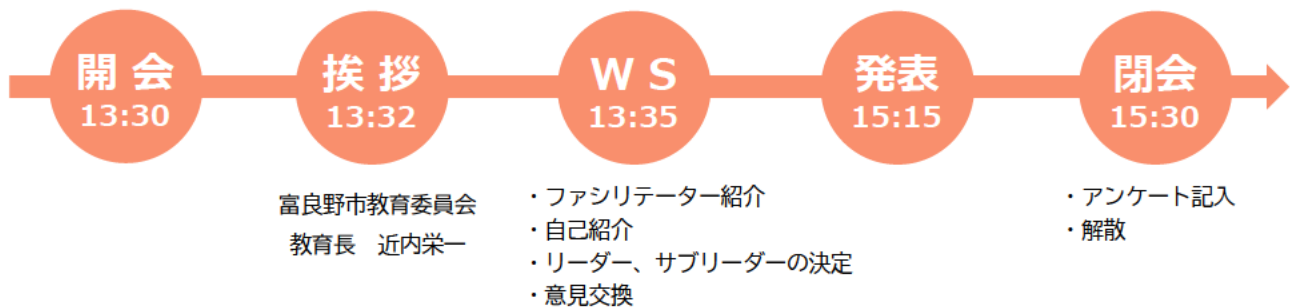 開 会
13:30
挨 拶
13:32
W S
13:35
発表
15:15
閉会
15:30
富良野市教育委員会
教育長　近内栄一
・ファシリテーター紹介
・自己紹介
・リーダー、サブリーダーの決定
・意見交換
・アンケート記入
・解散